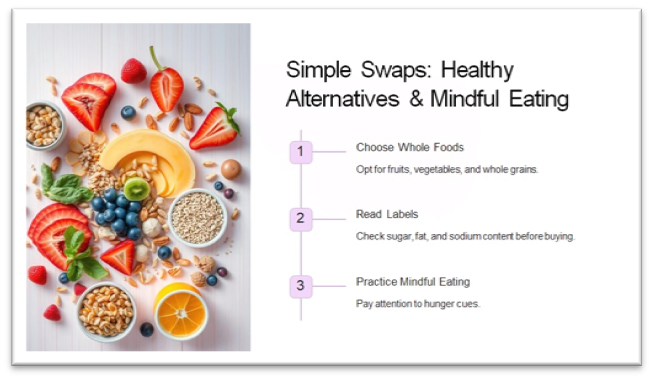 Simple Swaps: Healthy
Alternatives & Mindful Eating
1
Choose Whole Foods
Opt for fruits, vegetables, and whole grains.
2
Read Labels
Check sugar, fat, and sodium content before buying.
3
Practice Mindful Eating
Pay attention to hunger cues.